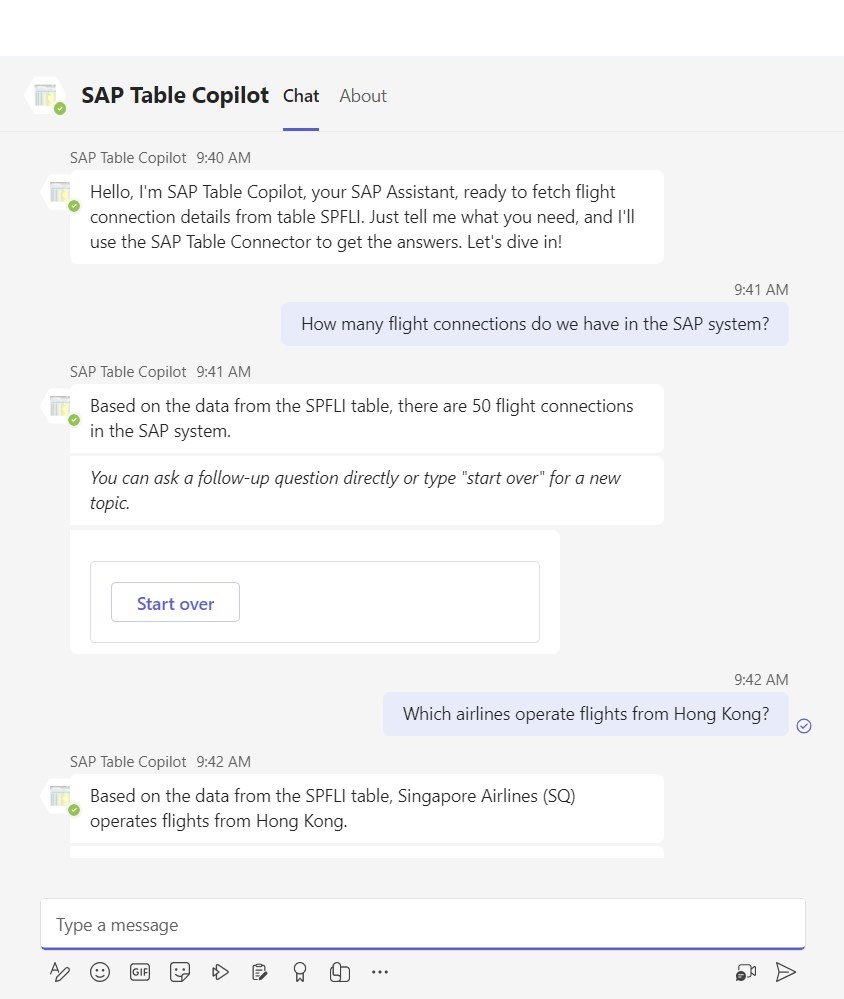 SAP Table Copilot Chat About
SAP Table Copilot 9:40 AM
Hello, I'm SAP Table Copilot, your SAP Assistant, ready to fetch flight
connection details from table SPFLI. Just tell me what you need, and I'll
use the SAP Table Connector to get the answers. Let's dive in!
9:41 AM
How many flight connections do we have in the SAP system?
SAP Table Copilot 9:41 AM
Based on the data from the SPFLI table, there are 50 flight connections
in the SAP system.
You can ask a follow-up question directly or type "start over" for a new
topic.
Start over
9:42 AM
Which airlines operate flights from Hong Kong?
SAP Table Copilot 9:42 AM
Based on the data from the SPFLI table, Singapore Airlines (SQ)
operates flights from Hong Kong.
Type a message
GIF